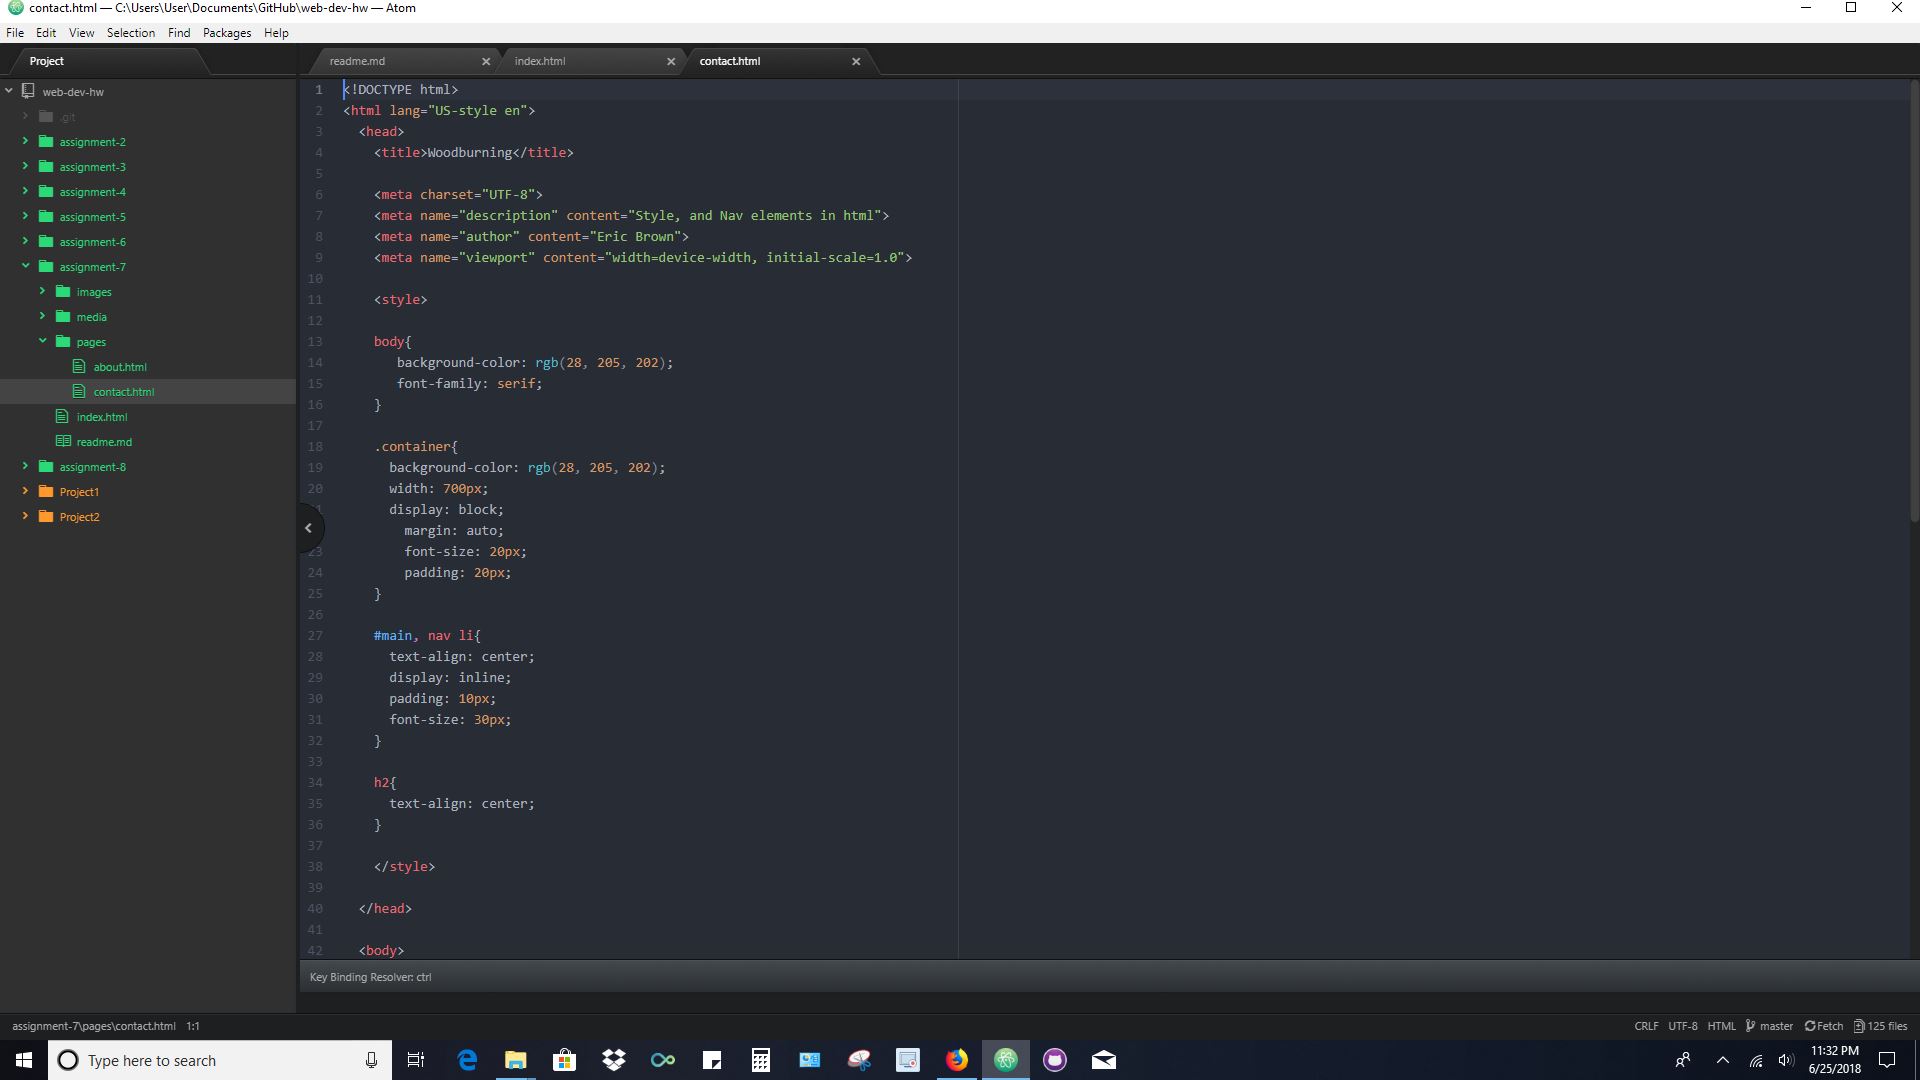 contact.html — C:\Users\User\Documents\GitHub\web-dev-hw — Atom
File Edit View Selection Find Packages Help
Project
readme.md
index.html
contact.html
web-dev-hw
.git
assignment-2
assignment-3
assignment-4
assignment-5
assignment-6
assignment-7
images
media
pages
about.html
contact.html
index.html
readme.md
assignment-8
Project1
Project2
1 <!DOCTYPE html>
2 <html lang="US-style en">
3 <head>
4 <title>Woodburning</title>
5
6 <meta charset="UTF-8">
7 <meta name="description" content="Style, and Nav elements in html">
8 <meta name="author" content="Eric Brown">
9 <meta name="viewport" content="width=device-width, initial-scale=1.0">
10
11 <style>
12
13 body{
14 background-color: rgb(28, 205, 202);
15 font-family: serif;
16 }
17
18 .container{
19 background-color: rgb(28, 205, 202);
20 width: 700px;
display: block;
margin: auto;
23 font-size: 20px;
24 padding: 20px;
25 }
26
27 #main, nav li{
28 text-align: center;
29 display: inline;
30 padding: 10px;
31 font-size: 30px;
32 }
33
34 h2{
35 text-align: center;
36 }
37
38 </style>
39
40 </head>
41
42 <body>
Key Binding Resolver: ctrl
assignment-7\pages\contact.html 1:1
CRLF UTF-8 HTML master Fetch 125 files
Type here to search
11:32 PM
6/25/2018